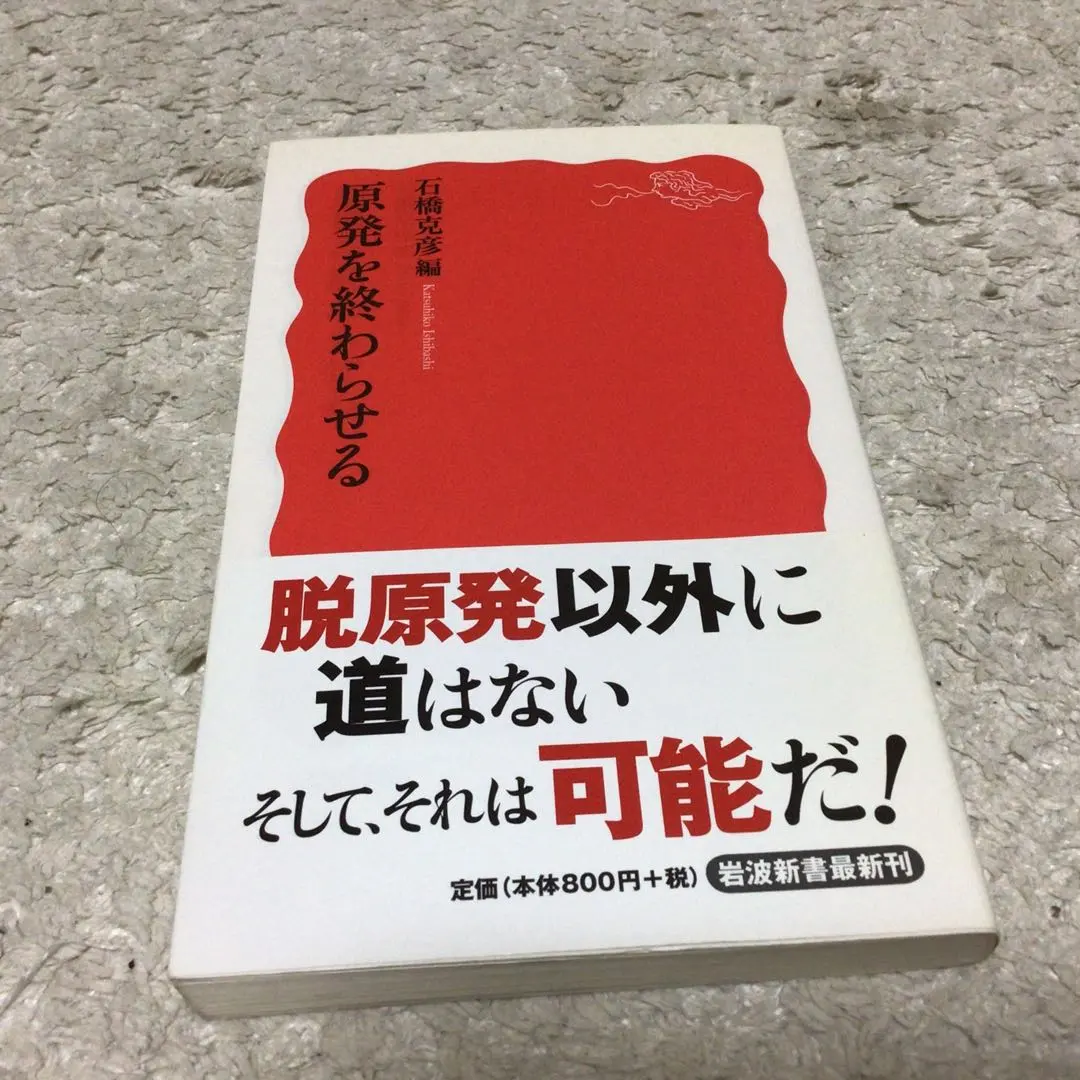 原発を終わらせる
石橋克彦編
Katsuhiko Ishibashi
脱原発以外に
道はない
そして、それは可能だ!
定価(本体800円+税)
岩波新書最新刊